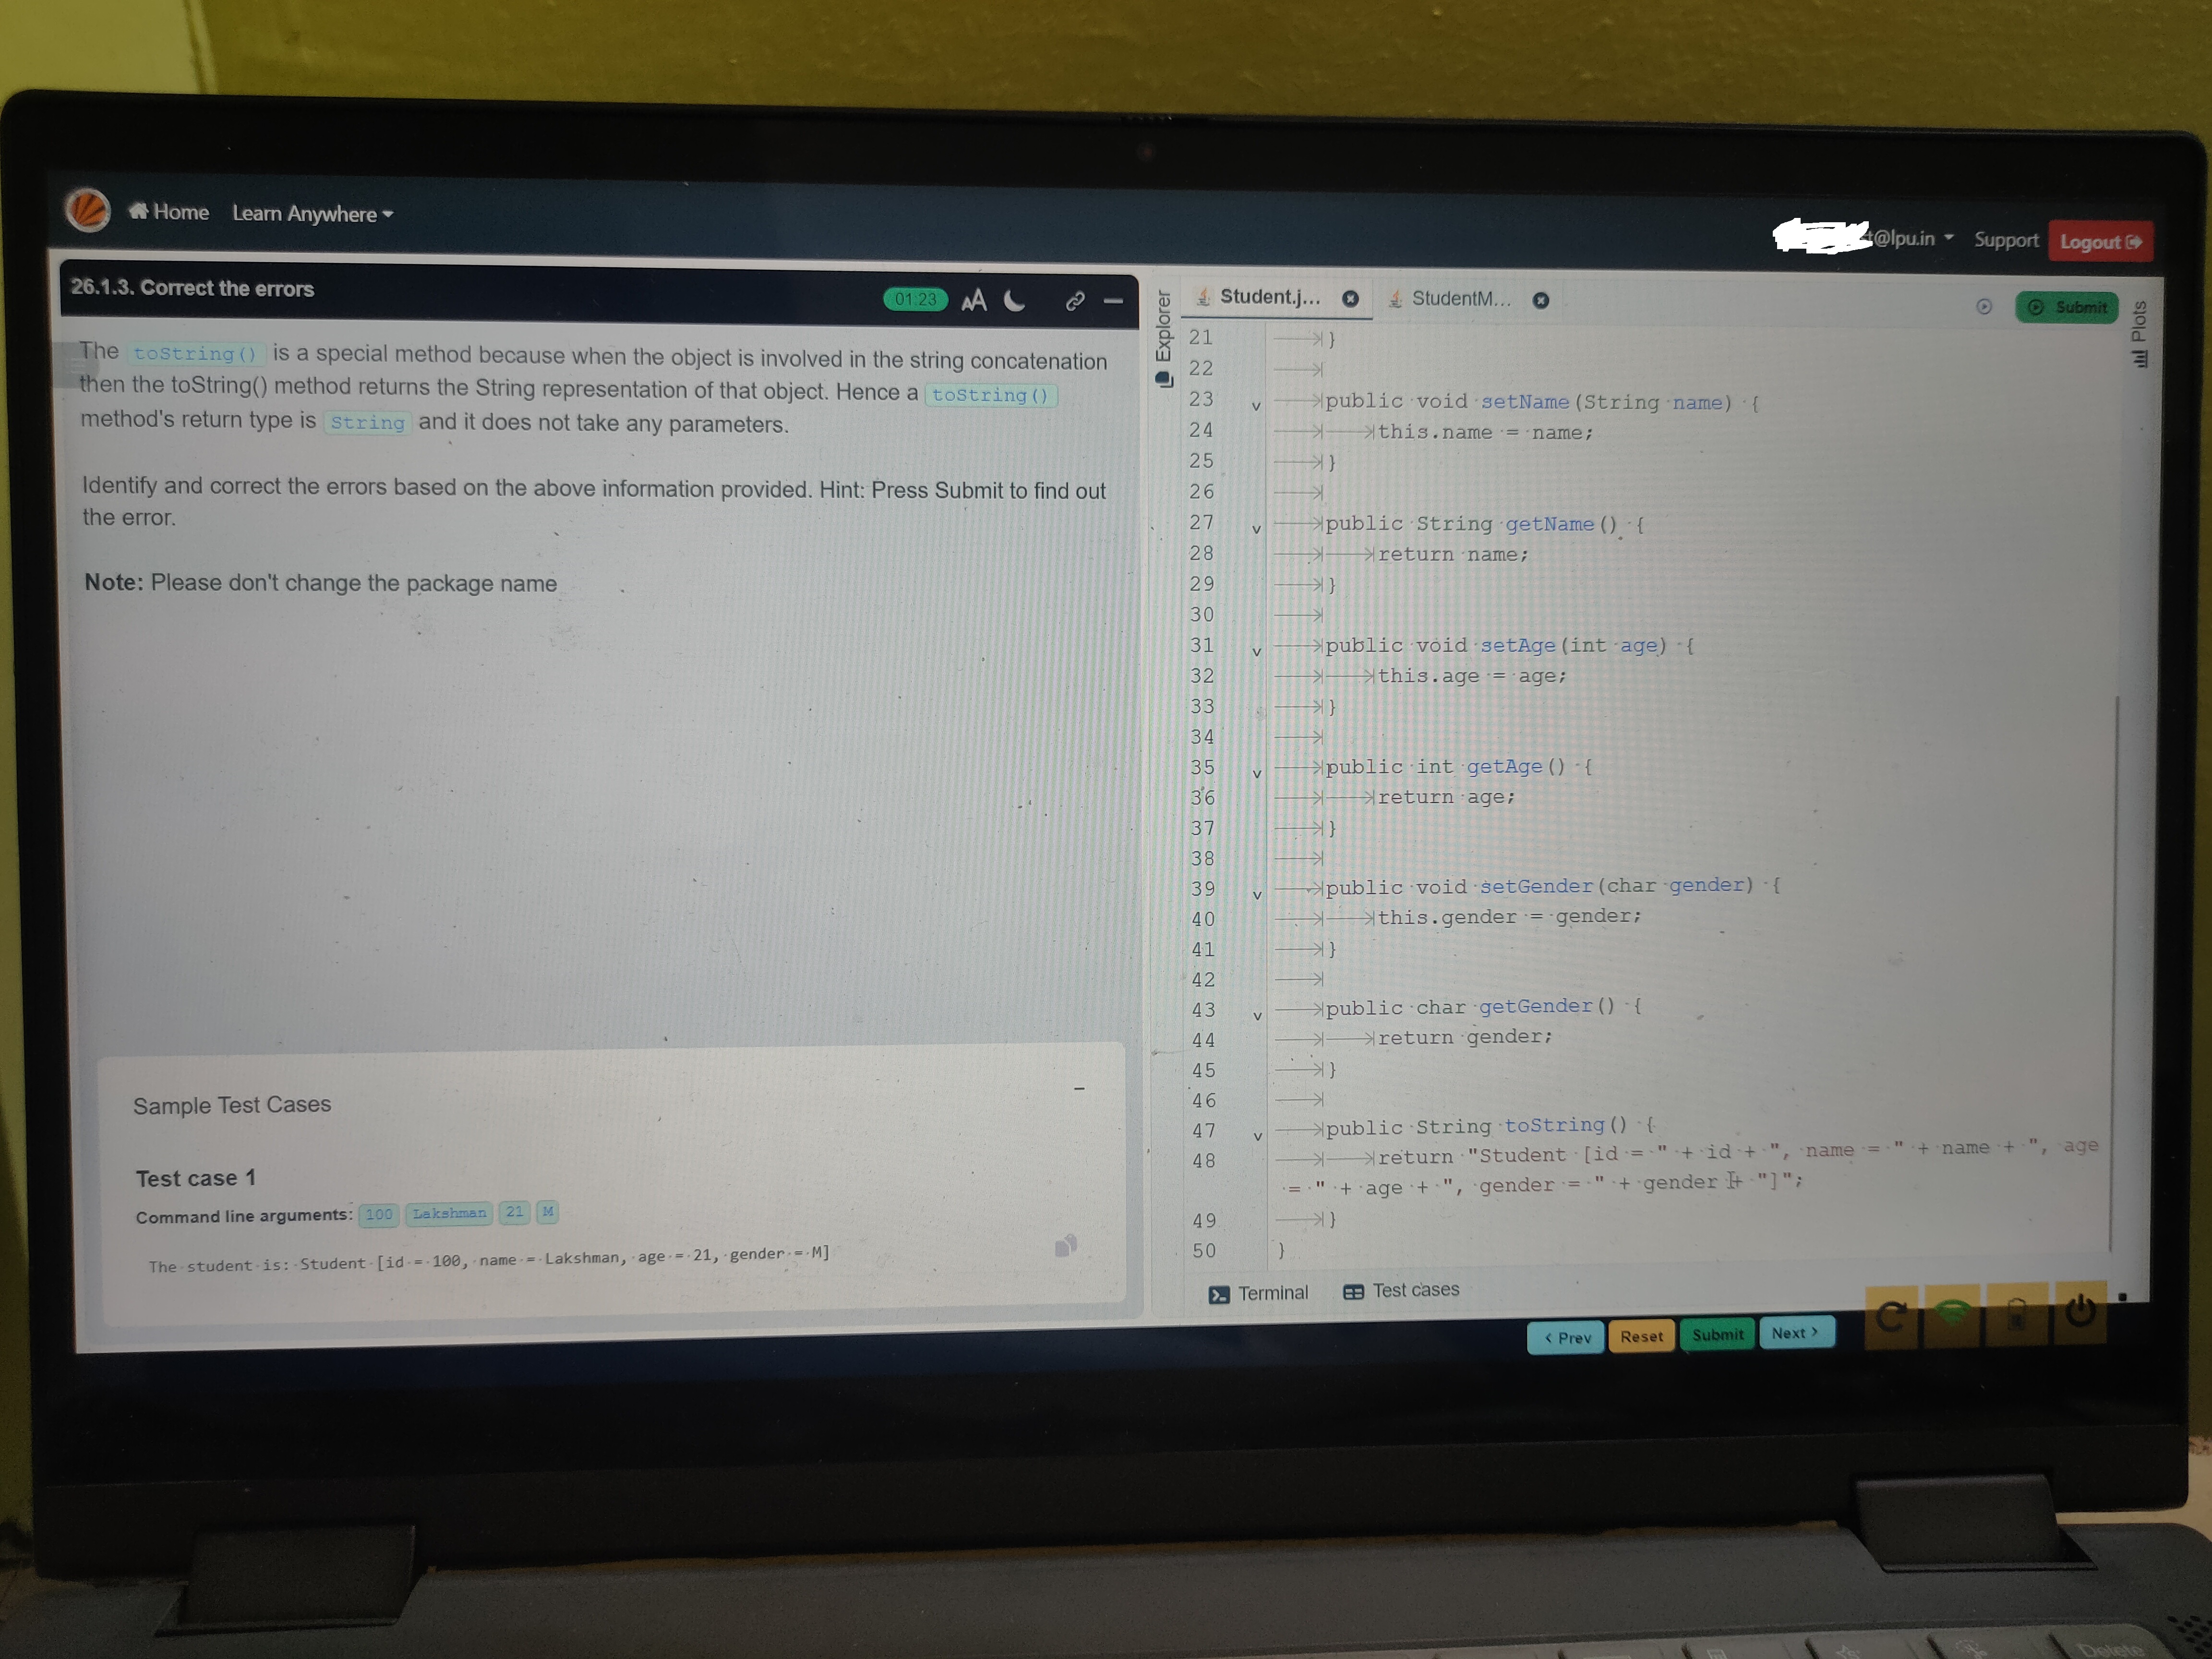 Home Learn Anywhere
t@lpu.in Support Logout
26.1.3. Correct the errors
01:23 AA
The toString() is a special method because when the object is involved in the string concatenation
then the toString() method returns the String representation of that object. Hence a toString()
method's return type is String and it does not take any parameters.
Identify and correct the errors based on the above information provided. Hint: Press Submit to find out
the error.
Note: Please don't change the package name
Sample Test Cases
Test case 1
Command line arguments: 100 Lakshman 21 M
The student is: Student [id = 100, name = Lakshman, age = 21, gender = M]
Explorer
Student.j... StudentM...
Submit
Plots
21 }
22
23 public void setName(String name) {
24 this.name = name;
25 }
26
27 public String getName() {
28 return name;
29 }
30
31 public void setAge(int age) {
32 this.age = age;
33 }
34
35 public int getAge() {
36 return age;
37 }
38
39 public void setGender(char gender) {
40 this.gender = gender;
41 }
42
43 public char getGender() {
44 return gender;
45 }
46
47 public String toString() {
48 return "Student [id = " + id + ", name = " + name + ", age
= " + age + ", gender = " + gender + "]";
49 }
50 }
Terminal Test cases
< Prev Reset Submit Next >
Delete